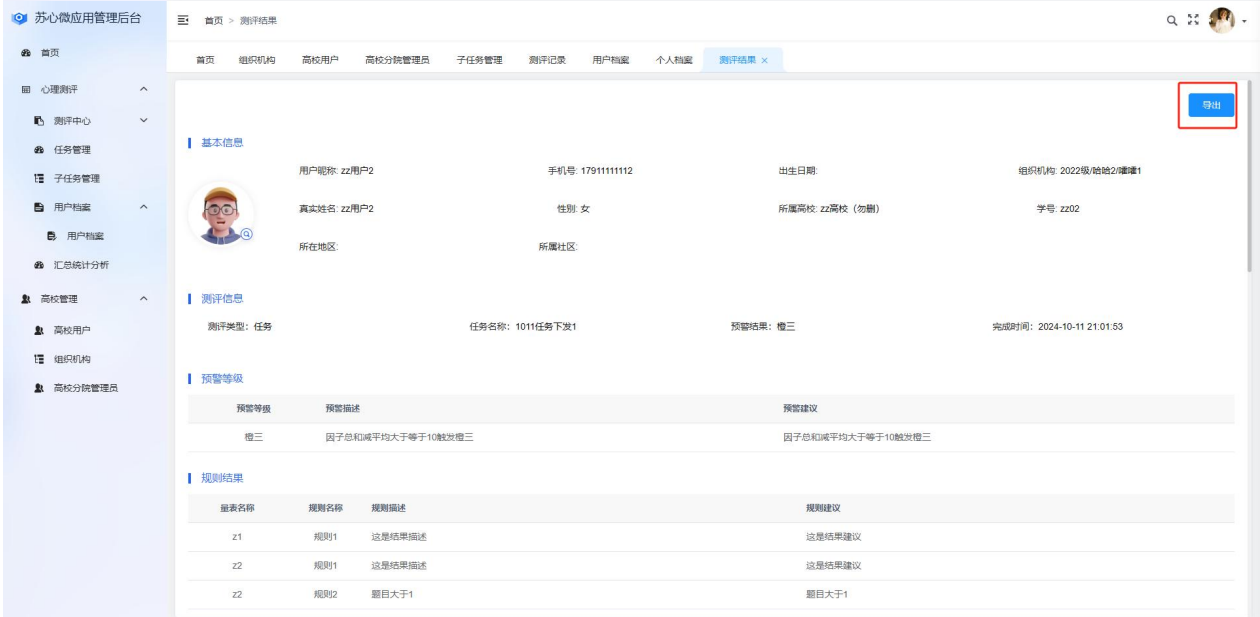 苏心微应用管理后台
首页 > 测评结果
首页 组织机构 高校用户 高校分院管理员 子任务管理 测评记录 用户档案 个人档案 测评结果 ×
首页
心理测评
测评中心
任务管理
子任务管理
用户档案
用户档案
汇总统计分析
高校管理
高校用户
组织机构
高校分院管理员
导出
基本信息
用户昵称: zz用户2 手机号: 17911111112 出生日期: 组织机构: 2022级/哈哈2/嚯嚯1
真实姓名: zz用户2 性别: 女 所属高校: zz高校（勿删） 学号: zz02
所在地区: 所属社区:
测评信息
测评类型: 任务 任务名称: 1011任务下发1 预警结果: 橙三 完成时间: 2024-10-11 21:01:53
预警等级
预警等级 预警描述 预警建议
橙三 因子总和减平均大于等于10触发橙三 因子总和减平均大于等于10触发橙三
规则结果
量表名称 规则名称 规则描述 规则建议
z1 规则1 这是结果描述 这是结果建议
z2 规则1 这是结果描述 这是结果建议
z2 规则2 题目大于1 题目大于1